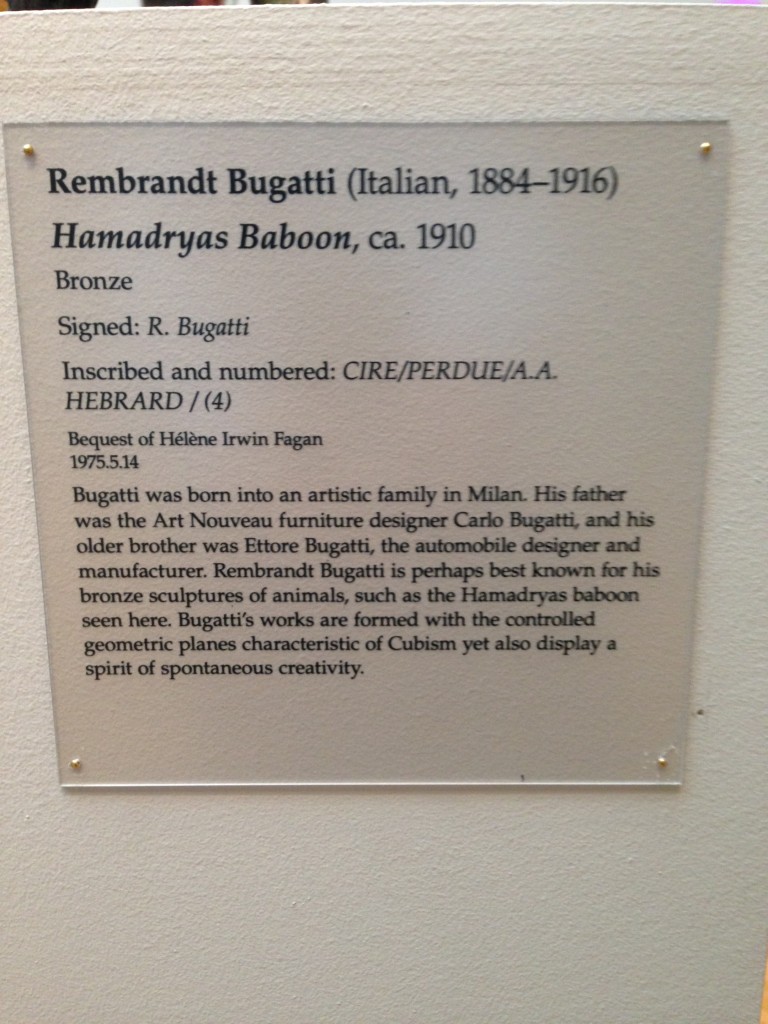 Rembrandt Bugatti (Italian, 1884–1916)
Hamadryas Baboon, ca. 1910
Bronze
Signed: R. Bugatti
Inscribed and numbered: CIRE/PERDUE/A.A.
HEBRARD / (4)
Bequest of Hélène Irwin Fagan
1975.5.14
Bugatti was born into an artistic family in Milan. His father
was the Art Nouveau furniture designer Carlo Bugatti, and his
older brother was Ettore Bugatti, the automobile designer and
manufacturer. Rembrandt Bugatti is perhaps best known for his
bronze sculptures of animals, such as the Hamadryas baboon
seen here. Bugatti's works are formed with the controlled
geometric planes characteristic of Cubism yet also display a
spirit of spontaneous creativity.